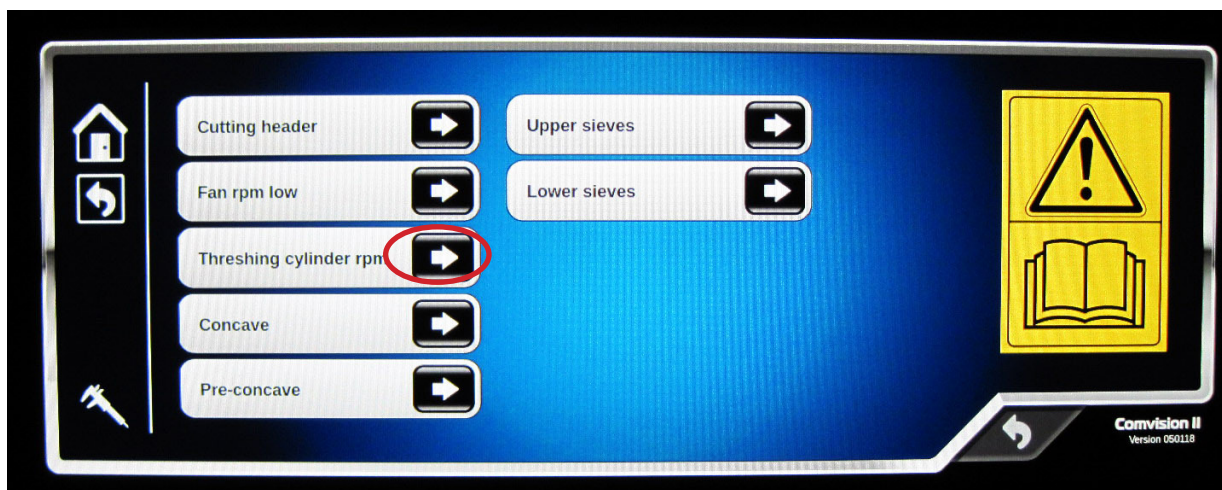 Cutting header
Fan rpm low
Threshing cylinder rpm
Concave
Pre-concave
Upper sieves
Lower sieves
Comvision II
Version 050118